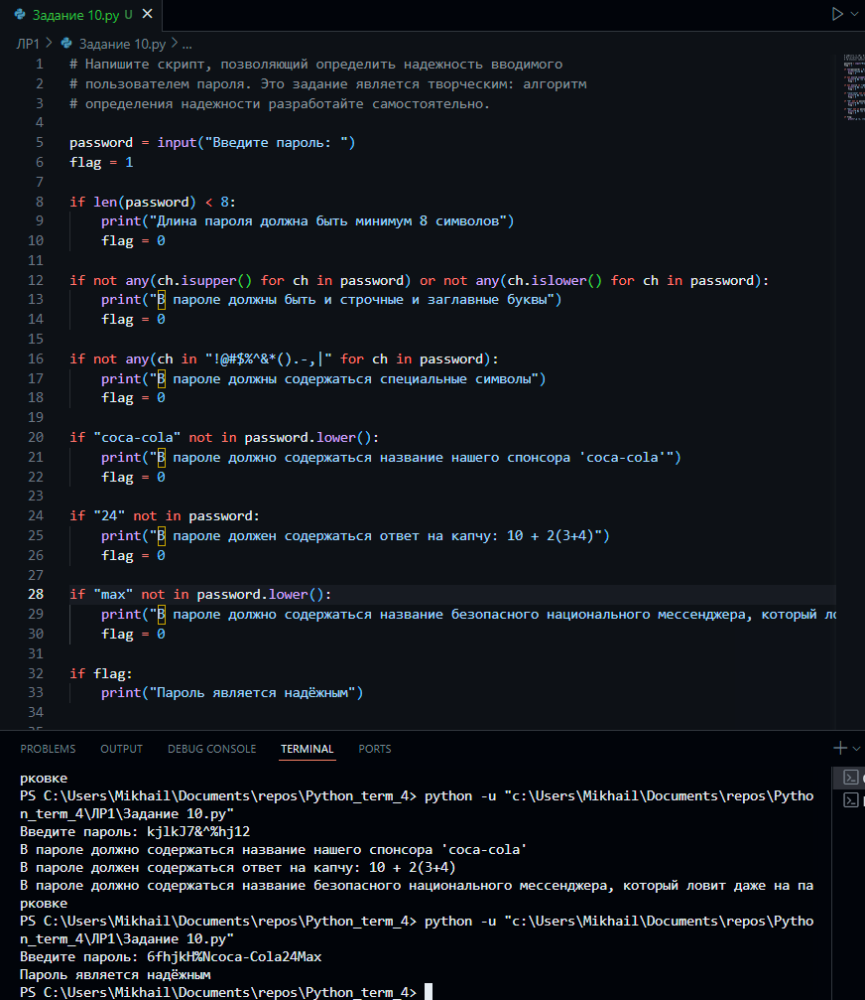 Задание 10.py U
ЛР1 > Задание 10.py > ...
1 # Напишите скрипт, позволяющий определить надежность вводимого
2 # пользователем пароля. Это задание является творческим: алгоритм
3 # определения надежности разработайте самостоятельно.
4
5 password = input("Введите пароль: ")
6 flag = 1
7
8 if len(password) < 8:
9 print("Длина пароля должна быть минимум 8 символов")
10 flag = 0
11
12 if not any(ch.isupper() for ch in password) or not any(ch.islower() for ch in password):
13 print("В пароле должны быть и строчные и заглавные буквы")
14 flag = 0
15
16 if not any(ch in "!@#$%^&*().-,|" for ch in password):
17 print("В пароле должны содержаться специальные символы")
18 flag = 0
19
20 if "coca-cola" not in password.lower():
21 print("В пароле должно содержаться название нашего спонсора 'coca-cola'")
22 flag = 0
23
24 if "24" not in password:
25 print("В пароле должен содержаться ответ на капчу: 10 + 2(3+4)")
26 flag = 0
27
28 if "max" not in password.lower():
29 print("В пароле должно содержаться название безопасного национального мессенджера, который ло
30 flag = 0
31
32 if flag:
33 print("Пароль является надёжным")
34
PROBLEMS OUTPUT DEBUG CONSOLE TERMINAL PORTS
рковке
PS C:\Users\Mikhail\Documents\repos\Python_term_4> python -u "c:\Users\Mikhail\Documents\repos\Pytho
n_term_4\ЛР1\Задание 10.py"
Введите пароль: kjlkJ7&^%hj12
В пароле должно содержаться название нашего спонсора 'coca-cola'
В пароле должен содержаться ответ на капчу: 10 + 2(3+4)
В пароле должно содержаться название безопасного национального мессенджера, который ловит даже на па
рковке
PS C:\Users\Mikhail\Documents\repos\Python_term_4> python -u "c:\Users\Mikhail\Documents\repos\Pytho
n_term_4\ЛР1\Задание 10.py"
Введите пароль: 6fhjkH%Ncoca-Cola24Max
Пароль является надёжным
PS C:\Users\Mikhail\Documents\repos\Python_term_4>